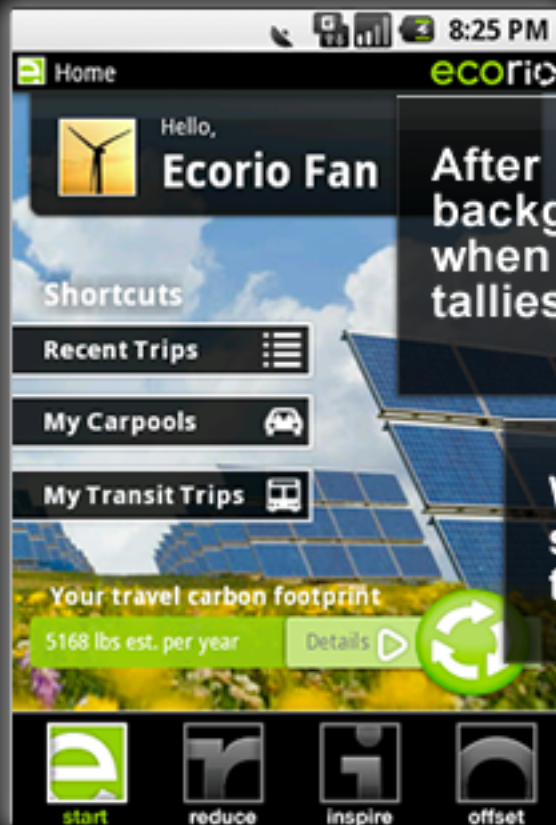 8:25 PM
Home
ecorio
Hello,
Ecorio Fan
After
backg
when
tallies
Shortcuts
Recent Trips
My Carpools
My Transit Trips
Your travel carbon footprint
5168 lbs est. per year
Details
start
reduce
inspire
offset